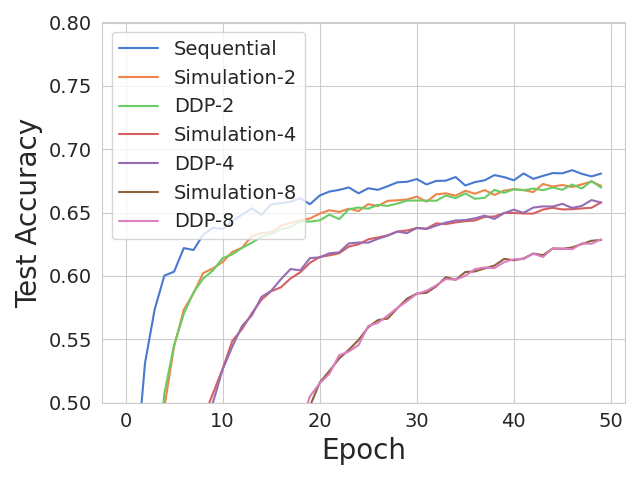 0.80
0.75
0.70
0.65
0.60
0.55
0.50
Test Accuracy
Sequential
Simulation-2
DDP-2
Simulation-4
DDP-4
Simulation-8
DDP-8
0 10 20 30 40 50
Epoch